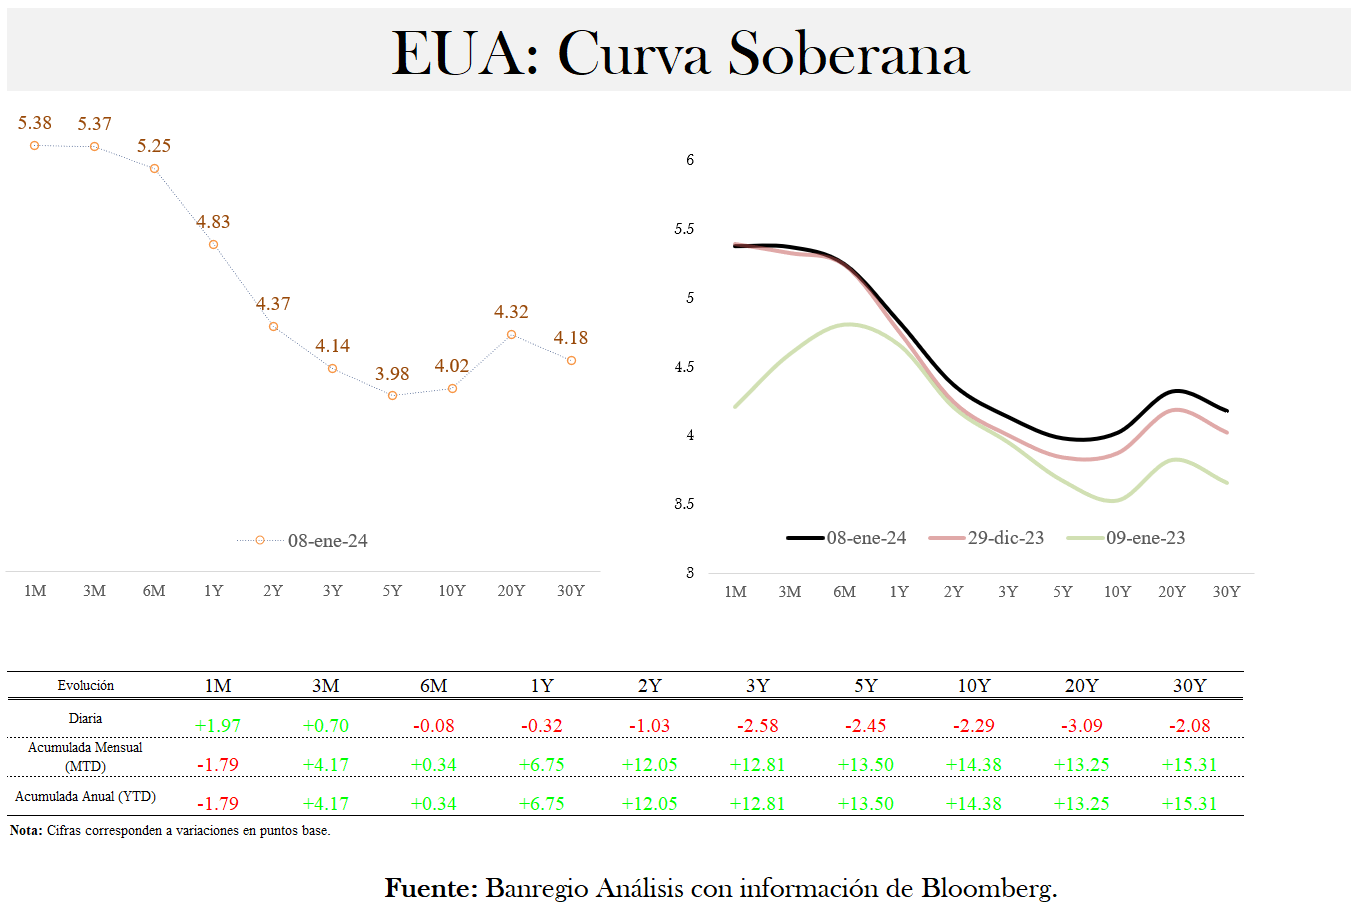 EUA: Curva Soberana
5.38
5.37
5.25
4.83
4.37
4.14
3.98
4.02
4.32
4.18
08-ene-24
1M 3M 6M 1Y 2Y 3Y 5Y 10Y 20Y 30Y
6
5.5
5
4.5
4
3.5
3
08-ene-24 29-dic-23 09-ene-23
1M 3M 6M 1Y 2Y 3Y 5Y 10Y 20Y 30Y
Evolución 1M 3M 6M 1Y 2Y 3Y 5Y 10Y 20Y 30Y
Diaria +1.97 +0.70 -0.08 -0.32 -1.03 -2.58 -2.45 -2.29 -3.09 -2.08
Acumulada Mensual
(MTD) -1.79 +4.17 +0.34 +6.75 +12.05 +12.81 +13.50 +14.38 +13.25 +15.31
Acumulada Anual (YTD) -1.79 +4.17 +0.34 +6.75 +12.05 +12.81 +13.50 +14.38 +13.25 +15.31
Nota: Cifras corresponden a variaciones en puntos base.
Fuente: Banregio Análisis con información de Bloomberg.